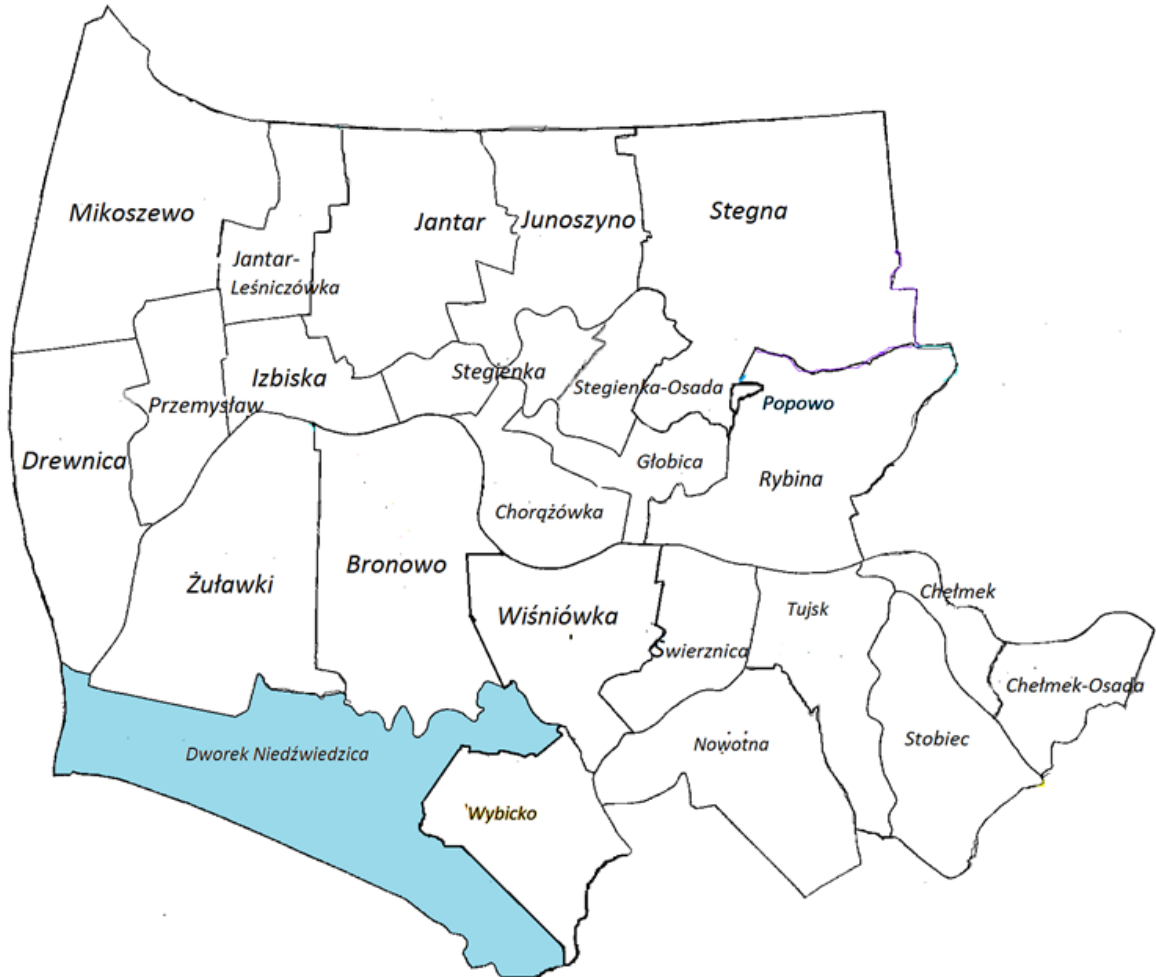 Mikoszewo
Jantar
Junoszyno
Stegna
Jantar-
Leśniczówka
Izbiska
Stegienka
Stegienka-Osada
Przemysław
Popowo
Drewnica
Głobica
Rybina
Chorążówka
Żuławki
Bronowo
Wiśniówka
Świerznica
Tujsk
Chełmek
Chełmek-Osada
Dworek Niedźwiedzica
Nowotna
Stobiec
Wybicko